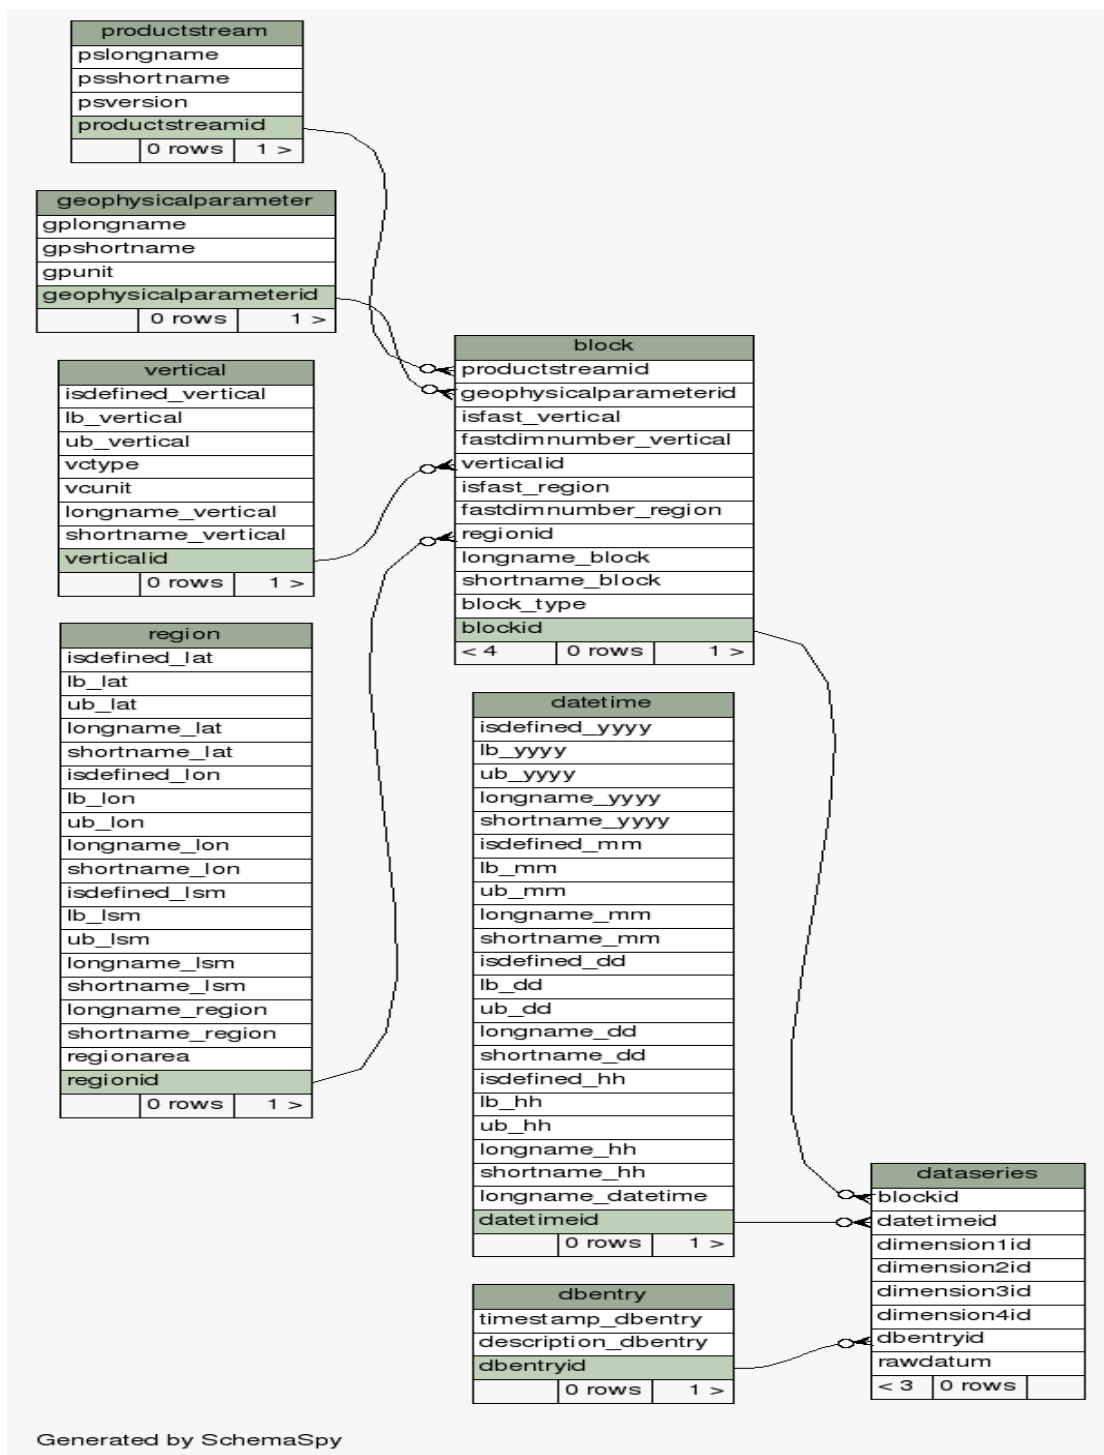 productstream
pslongname
psshortname
psversion
productstreamid
0 rows 1 >
geophysicalparameter
gplongname
gpshortname
gpunit
geophysicalparameterid
0 rows 1 >
vertical
isdefined_vertical
lb_vertical
ub_vertical
vctype
vcunit
longname_vertical
shortname_vertical
verticalid
0 rows 1 >
region
isdefined_lat
lb_lat
ub_lat
longname_lat
shortname_lat
isdefined_lon
lb_lon
ub_lon
longname_lon
shortname_lon
isdefined_lsm
lb_lsm
ub_lsm
longname_lsm
shortname_lsm
longname_region
shortname_region
regionarea
regionid
0 rows 1 >
block
productstreamid
geophysicalparameterid
isfast_vertical
fastdimnumber_vertical
verticalid
isfast_region
fastdimnumber_region
regionid
longname_block
shortname_block
block_type
blockid
< 4 0 rows 1 >
datetime
isdefined_yyyy
lb_yyyy
ub_yyyy
longname_yyyy
shortname_yyyy
isdefined_mm
lb_mm
ub_mm
longname_mm
shortname_mm
isdefined_dd
lb_dd
ub_dd
longname_dd
shortname_dd
isdefined_hh
lb_hh
ub_hh
longname_hh
shortname_hh
longname_datetime
datetimeid
0 rows 1 >
dbentry
timestamp_dbentry
description_dbentry
dbentryid
0 rows 1 >
dataseries
blockid
datetimeid
dimension1id
dimension2id
dimension3id
dimension4id
dbentryid
rawdatum
< 3 0 rows
Generated by SchemaSpy